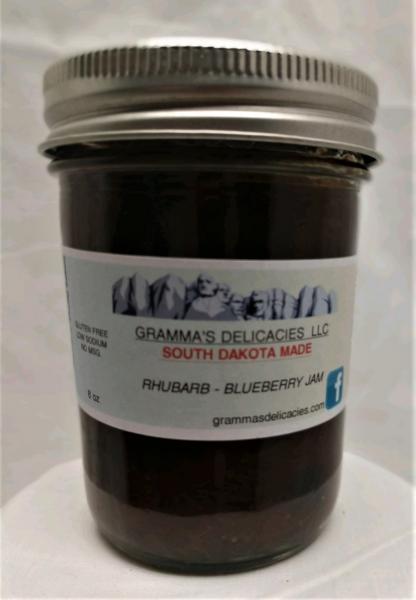 GLUTEN FREE
LOW SODIUM
NO MSG
8 oz
GRAMMA'S DELICACIES LLC
SOUTH DAKOTA MADE
RHUBARB - BLUEBERRY JAM
f
grammasdelicacies.com